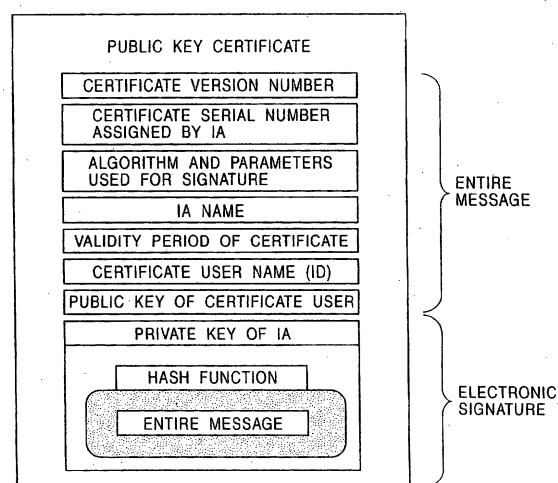 PUBLIC KEY CERTIFICATE
CERTIFICATE VERSION NUMBER
CERTIFICATE SERIAL NUMBER
ASSIGNED BY IA
ALGORITHM AND PARAMETERS
USED FOR SIGNATURE
IA NAME
VALIDITY PERIOD OF CERTIFICATE
CERTIFICATE USER NAME (ID)
PUBLIC KEY OF CERTIFICATE USER
ENTIRE
MESSAGE
PRIVATE KEY OF IA
HASH FUNCTION
ENTIRE MESSAGE
ELECTRONIC
SIGNATURE